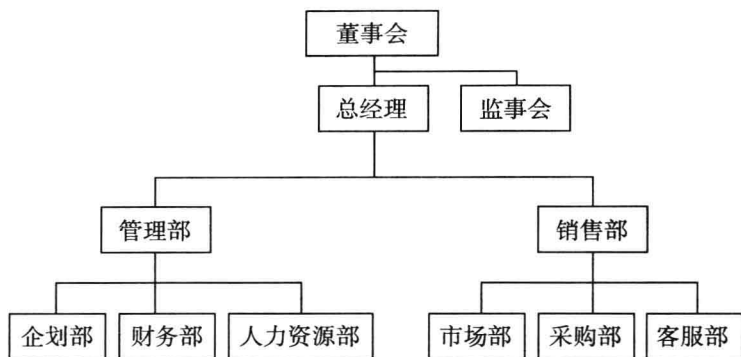 董事会
总经理
监事会
管理部
销售部
企划部
财务部
人力资源部
市场部
采购部
客服部